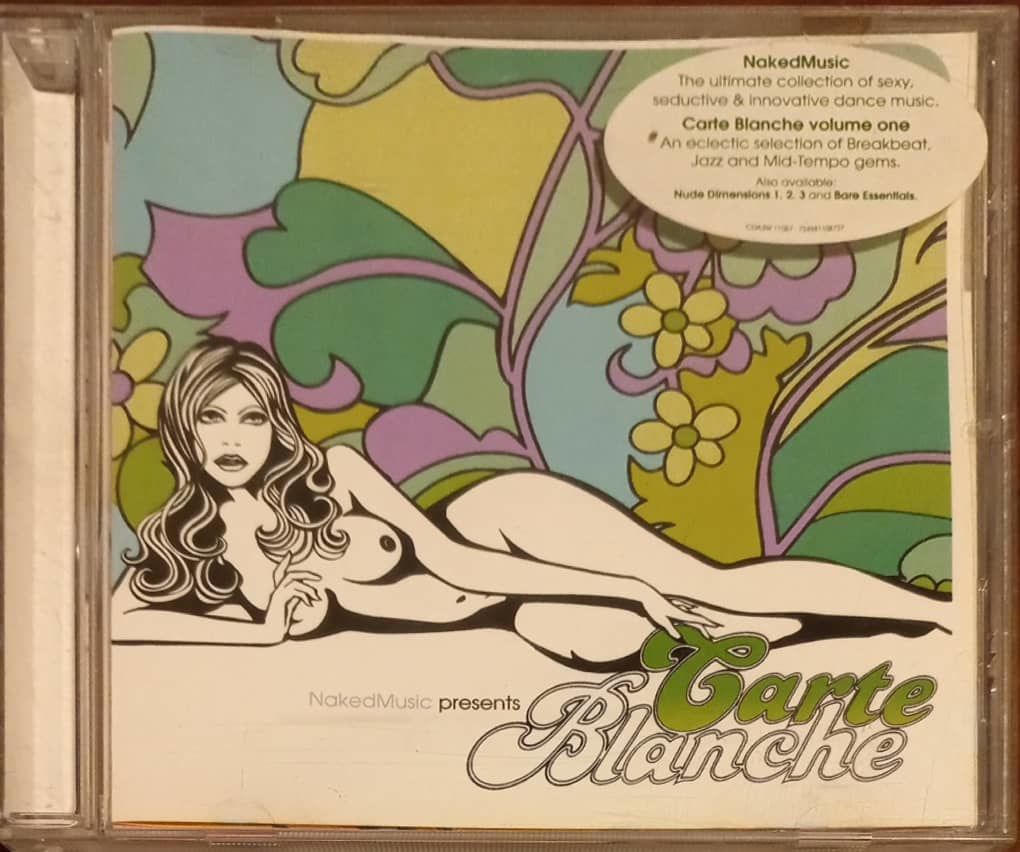 NakedMusic
The ultimate collection of sexy,
seductive & innovative dance music.
Carte Blanche volume one
An eclectic selection of Breakbeat,
Jazz and Mid-Tempo gems.
Also available:
Nude Dimensions 1, 2, 3 and Bare Essentials.
NakedMusic presents
Carte
Blanche